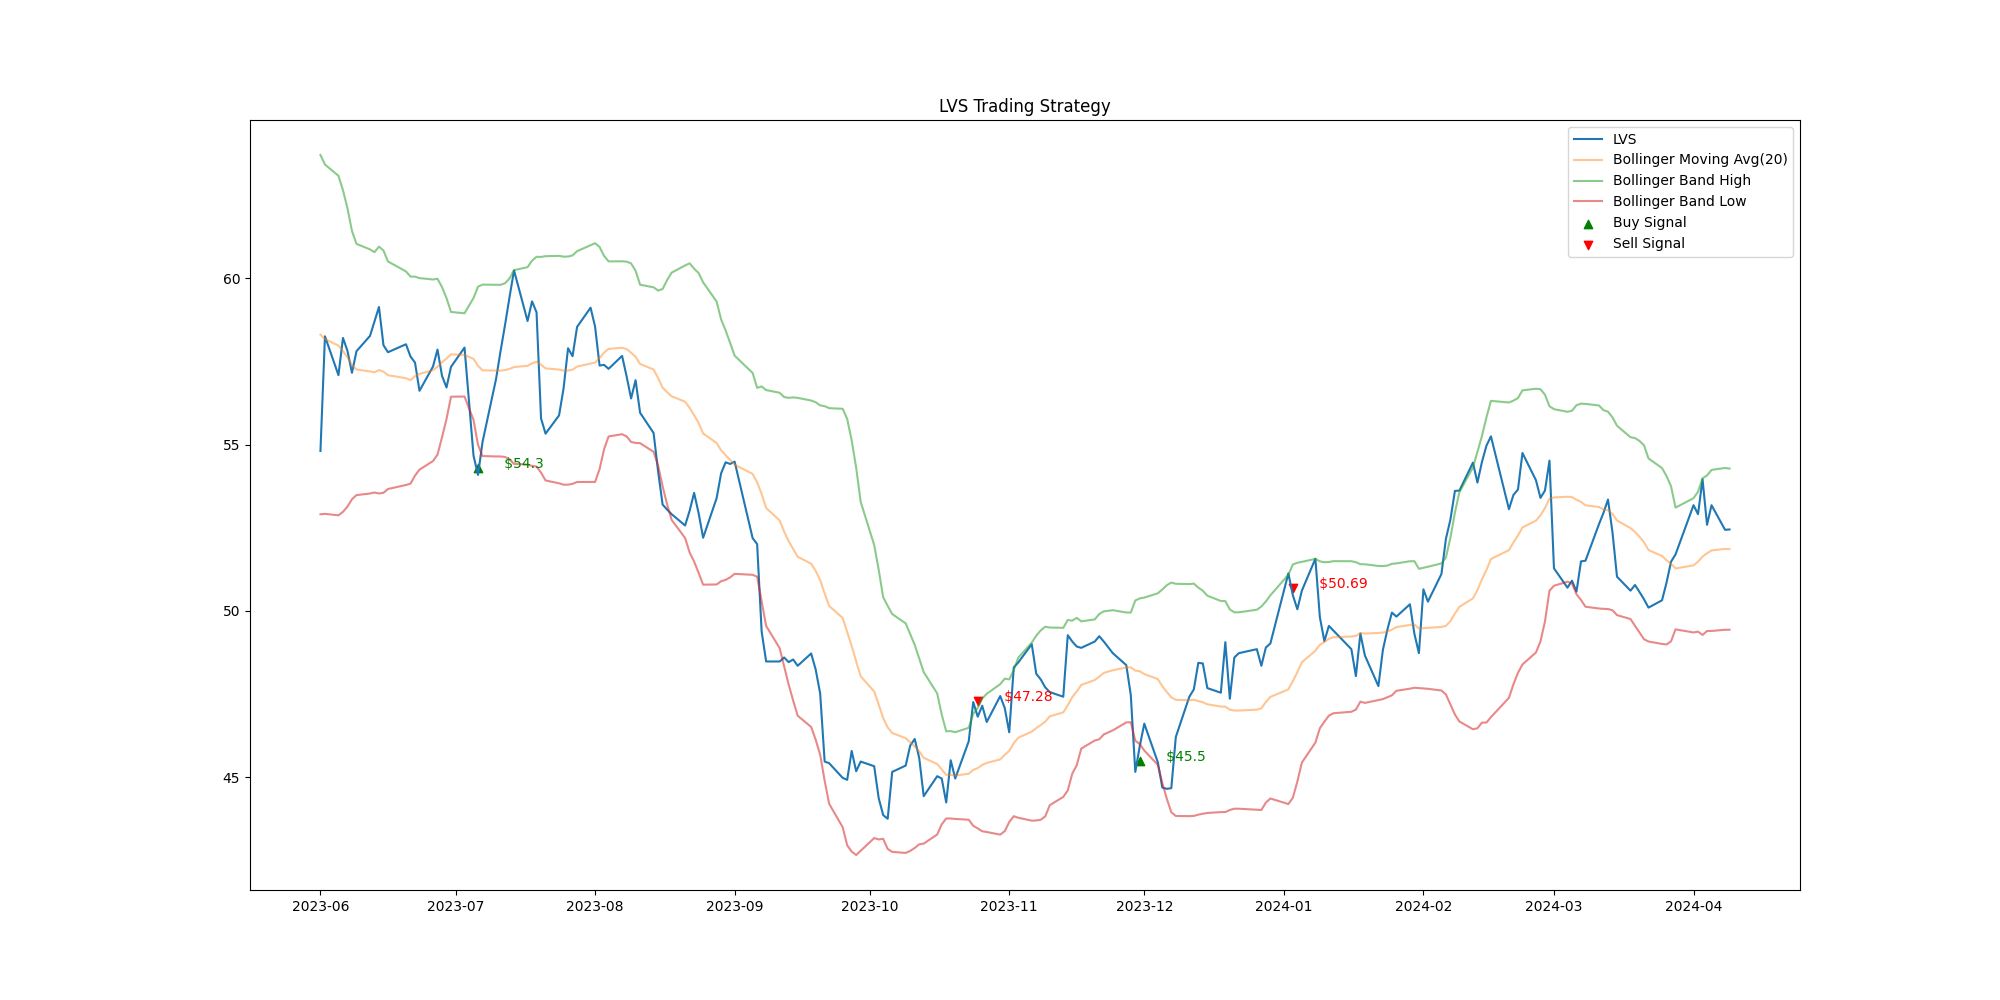 LVS Trading Strategy
LVS
Bollinger Moving Avg(20)
Bollinger Band High
Bollinger Band Low
Buy Signal
Sell Signal
60
55
50
45
$54.3
$47.28
$45.5
$50.69
2023-06 2023-07 2023-08 2023-09 2023-10 2023-11 2023-12 2024-01 2024-02 2024-03 2024-04